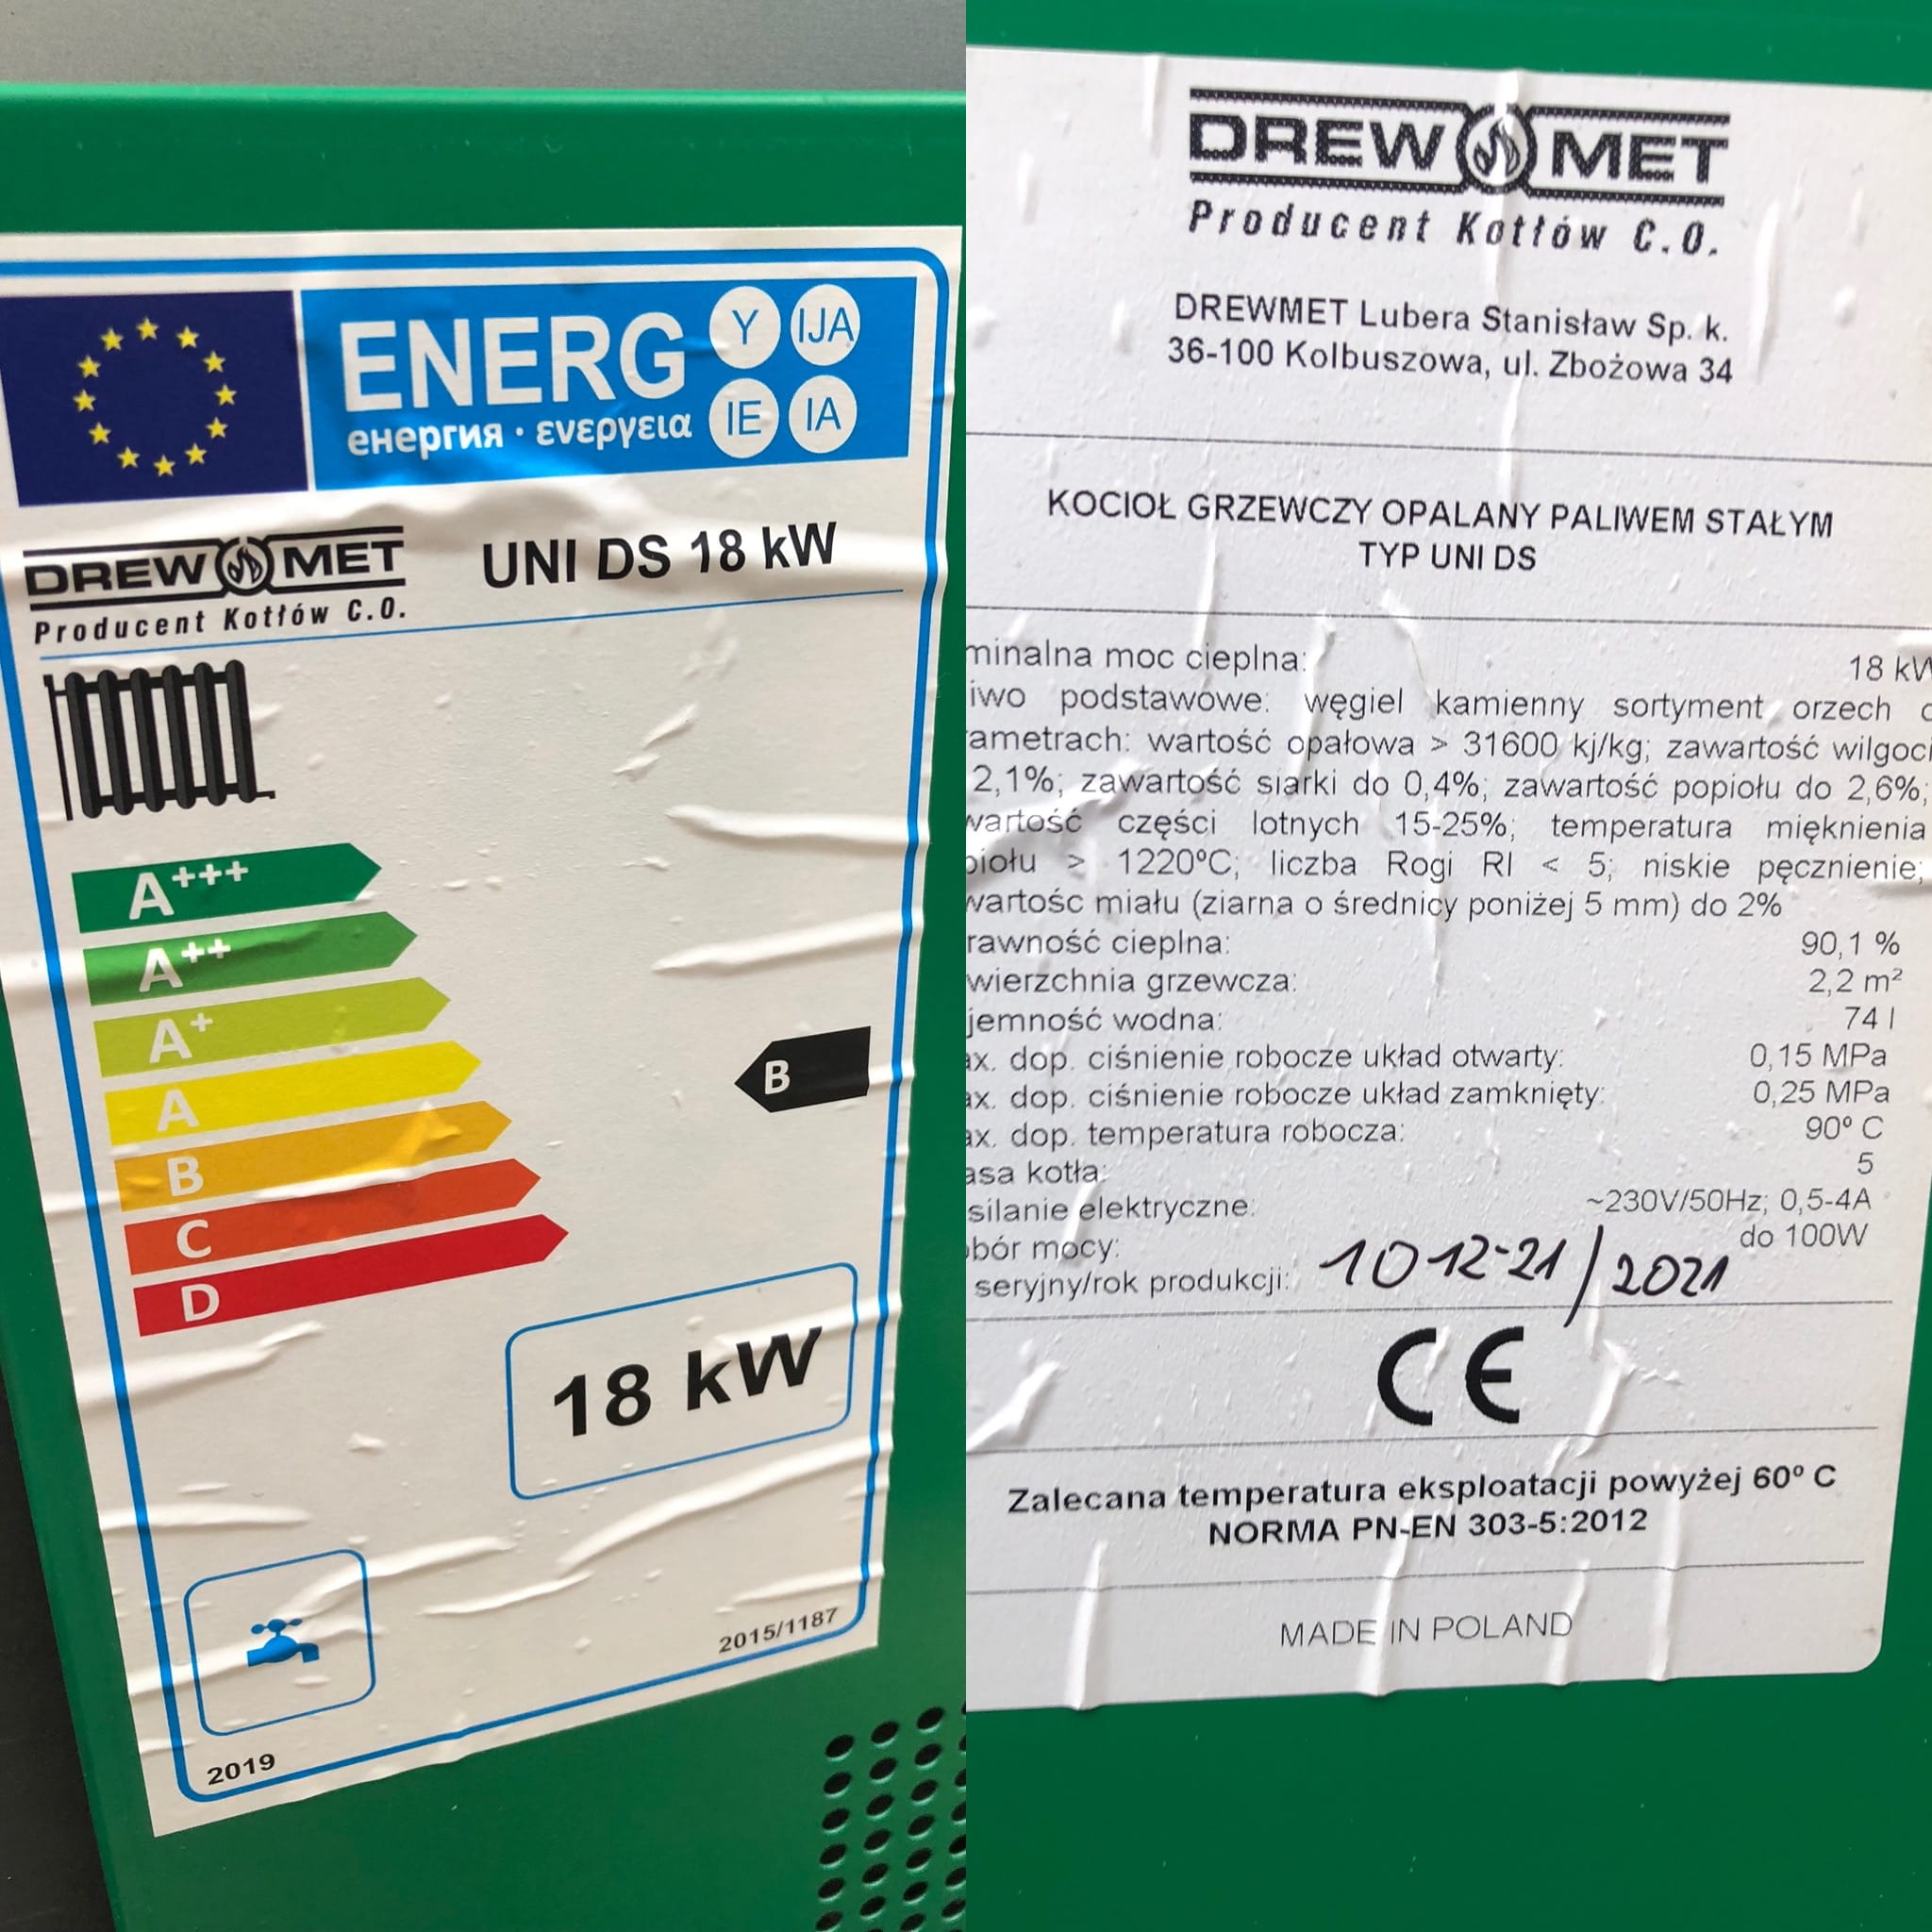 ENERG
Y IJA
IE IA
енергия · ενεργεια
DREW MET
Producent Kotłów C.O.
UNI DS 18 kW
A+++
A++
A+
A
B
C
D
B
18 kW
2015/1187
2019
DREW MET
Producent Kotłów C.O.
DREWMET Lubera Stanisław Sp. k.
36-100 Kolbuszowa, ul. Zbożowa 34
KOCIOŁ GRZEWCZY OPALANY PALIWEM STAŁYM
TYP UNI DS
minalna moc cieplna: 18 kW
iwo podstawowe: węgiel kamienny sortyment orzech o
ametrach: wartość opałowa > 31600 kj/kg; zawartość wilgoci
2,1%; zawartość siarki do 0,4%; zawartość popiołu do 2,6%;
wartość części lotnych 15-25%; temperatura mięknienia
piołu > 1220ºC; liczba Rogi RI < 5; niskie pęcznienie;
wartośc miału (ziarna o średnicy poniżej 5 mm) do 2%
rawność cieplna: 90,1 %
wierzchnia grzewcza: 2,2 m²
jemność wodna: 74 l
ax. dop. ciśnienie robocze układ otwarty: 0,15 MPa
ax. dop. ciśnienie robocze układ zamknięty: 0,25 MPa
ax. dop. temperatura robocza: 90º C
asa kotła: 5
silanie elektryczne: ~230V/50Hz; 0,5-4A
bór mocy: do 100W
seryjny/rok produkcji: 1012-21/2021
CE
Zalecana temperatura eksploatacji powyżej 60º C
NORMA PN-EN 303-5:2012
MADE IN POLAND